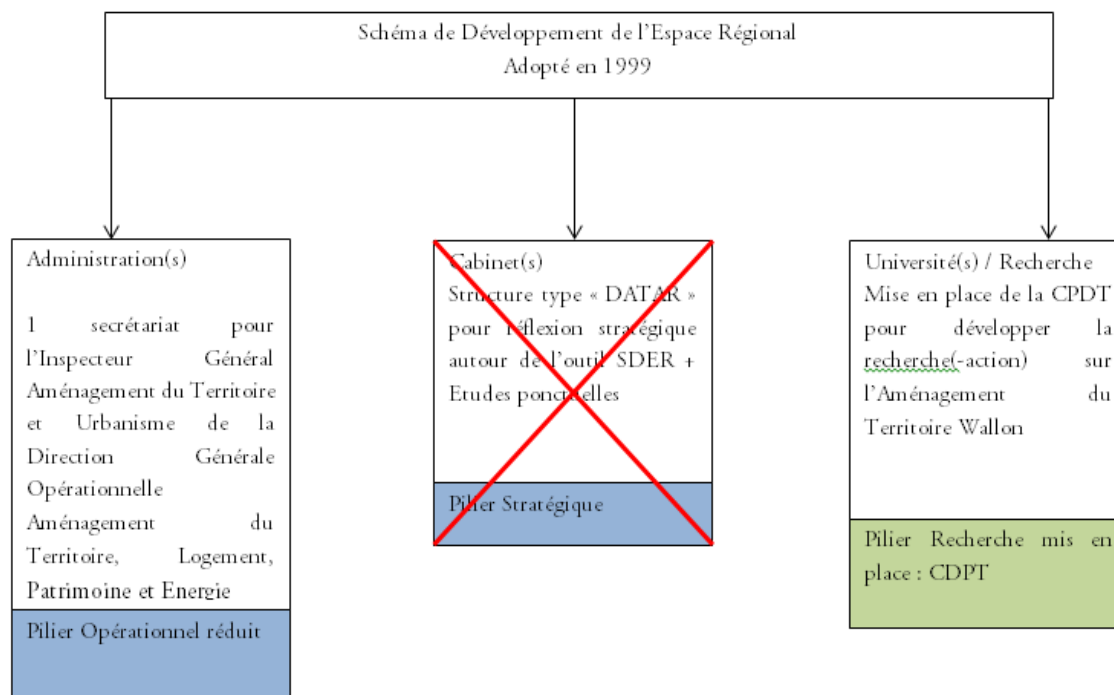 Schéma de Développement de l'Espace Régional
Adopté en 1999
Administration(s)
1 secrétariat pour
l'Inspecteur Général
Aménagement du Territoire
et Urbanisme de la
Direction Générale
Opérationnelle
Aménagement du
Territoire, Logement,
Patrimoine et Energie
Pilier Opérationnel réduit
Cabinet(s)
Structure type « DATAR »
pour réflexion stratégique
autour de l'outil SDER +
Etudes ponctuelles
Pilier Stratégique
Université(s) / Recherche
Mise en place de la CPDT
pour développer la
recherche(-action) sur
l'Aménagement du
Territoire Wallon
Pilier Recherche mis en
place : CDPT